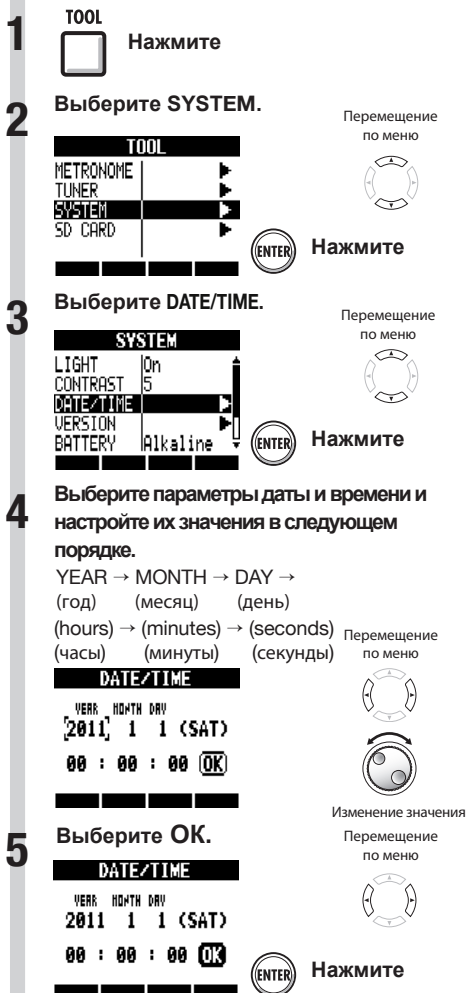 1
TOOL
Нажмите
2
Выберите SYSTEM.
Перемещение
по меню
TOOL
METRONOME
TUNER
SYSTEM
SD CARD
ENTER
Нажмите
3
Выберите DATE/TIME.
Перемещение
по меню
SYSTEM
LIGHT On
CONTRAST 5
DATE/TIME
VERSION
BATTERY Alkaline
ENTER
Нажмите
4
Выберите параметры даты и времени и
настройте их значения в следующем
порядке.
YEAR → MONTH → DAY →
(год) (месяц) (день)
(hours) → (minutes) → (seconds)
(часы) (минуты) (секунды)
Перемещение
по меню
DATE/TIME
YEAR MONTH DAY
2011 1 1 (SAT)
00 : 00 : 00 OK
Изменение значения
5
Выберите OK.
Перемещение
по меню
DATE/TIME
YEAR MONTH DAY
2011 1 1 (SAT)
00 : 00 : 00 OK
ENTER
Нажмите